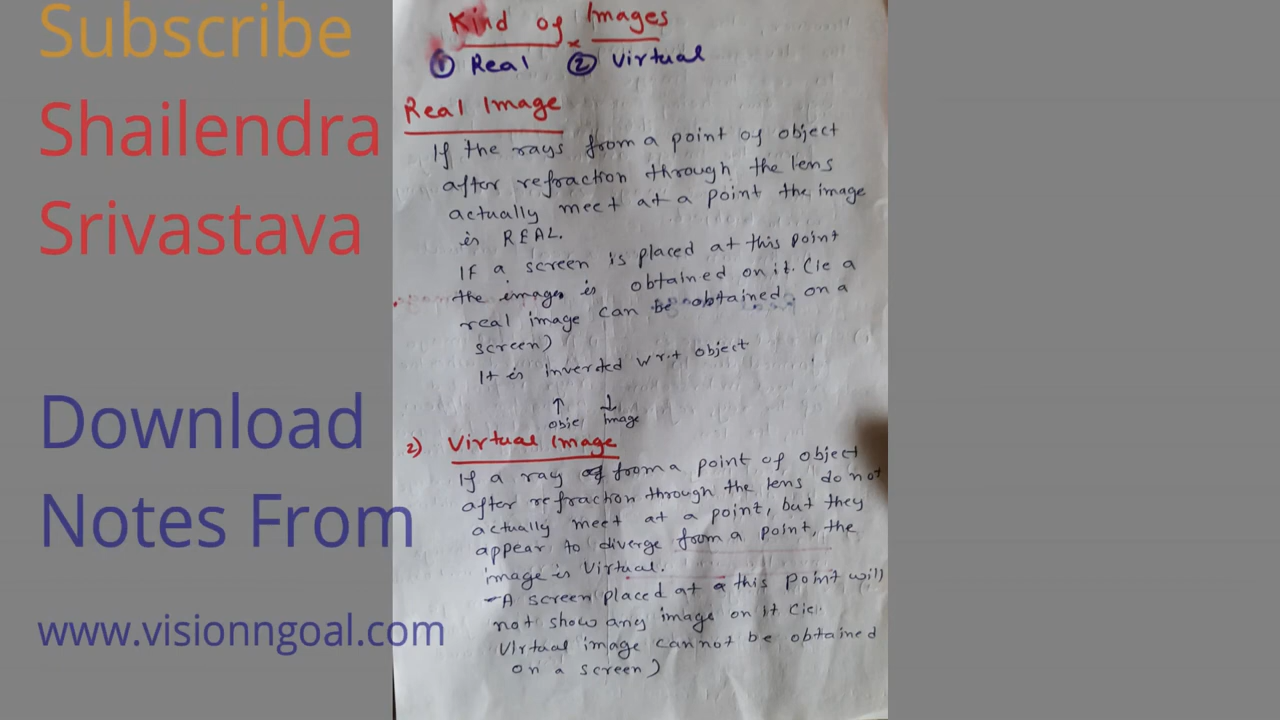 Subscribe
Shailendra
Srivastava
Download
Notes From
www.visionngoal.com
Kind of Images
① Real ② Virtual
Real Image
If the rays from a point of object
after refraction through the lens
actually meet at a point the image
is REAL.
If a screen is placed at this point
the image is obtained on it. (ie a
real image can be obtained on a
screen)
It is inverted w.r.t object
↑ ↓
obje image
2) Virtual Image
If a ray of from a point of object
after refraction through the lens do not
actually meet at a point, but they
appear to diverge from a point, the
image is Virtual.
- A screen placed at a this point will
not show any image on it (ie.
Virtual image cannot be obtained
on a screen)